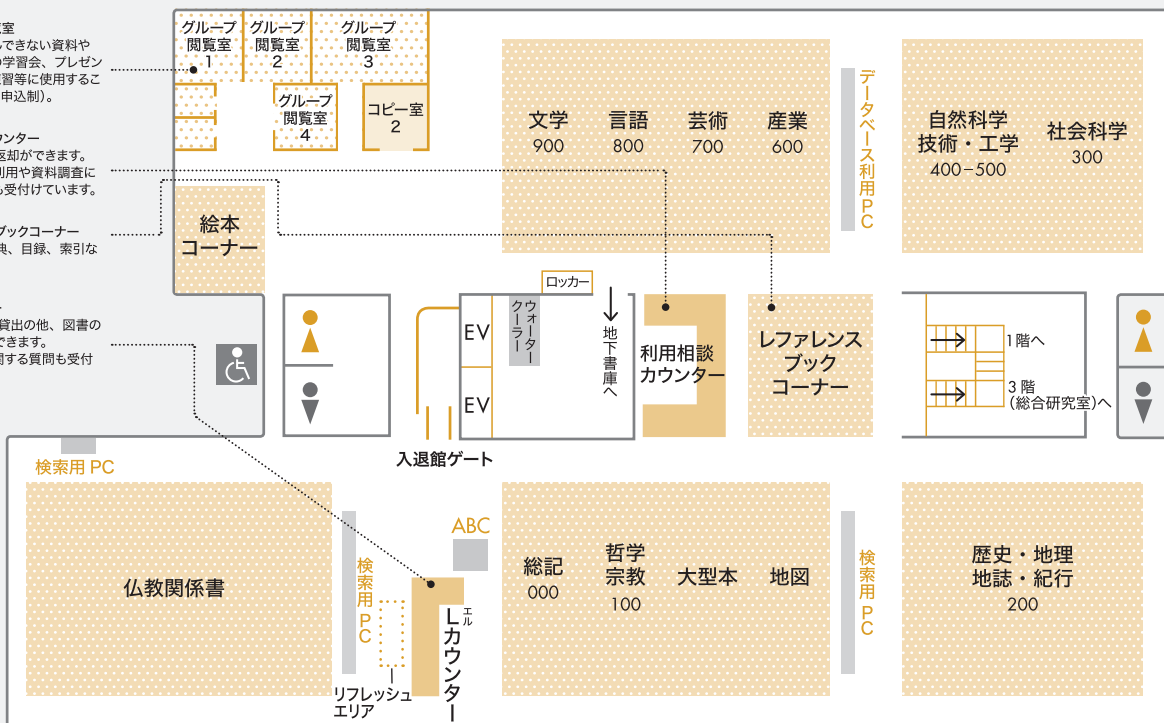 覧室
できない資料や
の学習会、プレゼン
練習等に使用するこ
申込制)。
ウンター
返却ができます。
利用や資料調査に
も受付けています。
ブックコーナー
典、目録、索引な
貸出の他、図書の
できます。
関する質問も受付
グループ
閲覧室
1
グループ
閲覧室
2
グループ
閲覧室
3
グループ
閲覧室
4
コピー室
2
絵本
コーナー
文学
900
言語
800
芸術
700
産業
600
データベース利用PC
自然科学
技術・工学
400-500
社会科学
300
ロッカー
EV
EV
ウォーター
クーラー
地下書庫へ
利用相談
カウンター
レファレンス
ブック
コーナー
1階へ
3階
(総合研究室)へ
入退館ゲート
検索用 PC
仏教関係書
検索用PC
ABC
エル
Lカウンター
リフレッシュ
エリア
総記
000
哲学
宗教
100
大型本
地図
検索用PC
歴史・地理
地誌・紀行
200